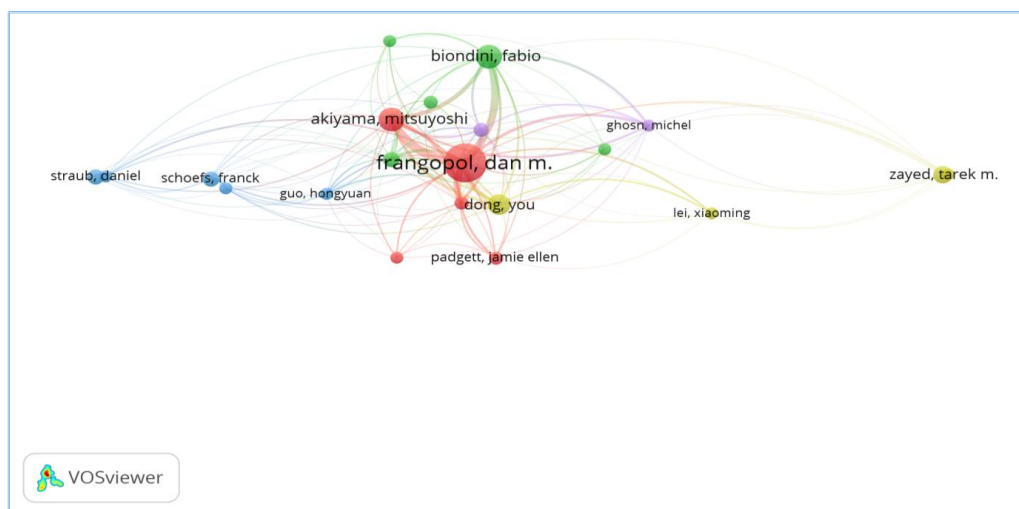 biondini, fabio
akiyama, mitsuyoshi
ghosn, michel
frangopol, dan m.
straub, daniel
schoefs, franck
zayed, tarek m.
guo, hongyuan
dong, you
lei, xiaoming
padgett, jamie ellen
VOSviewer